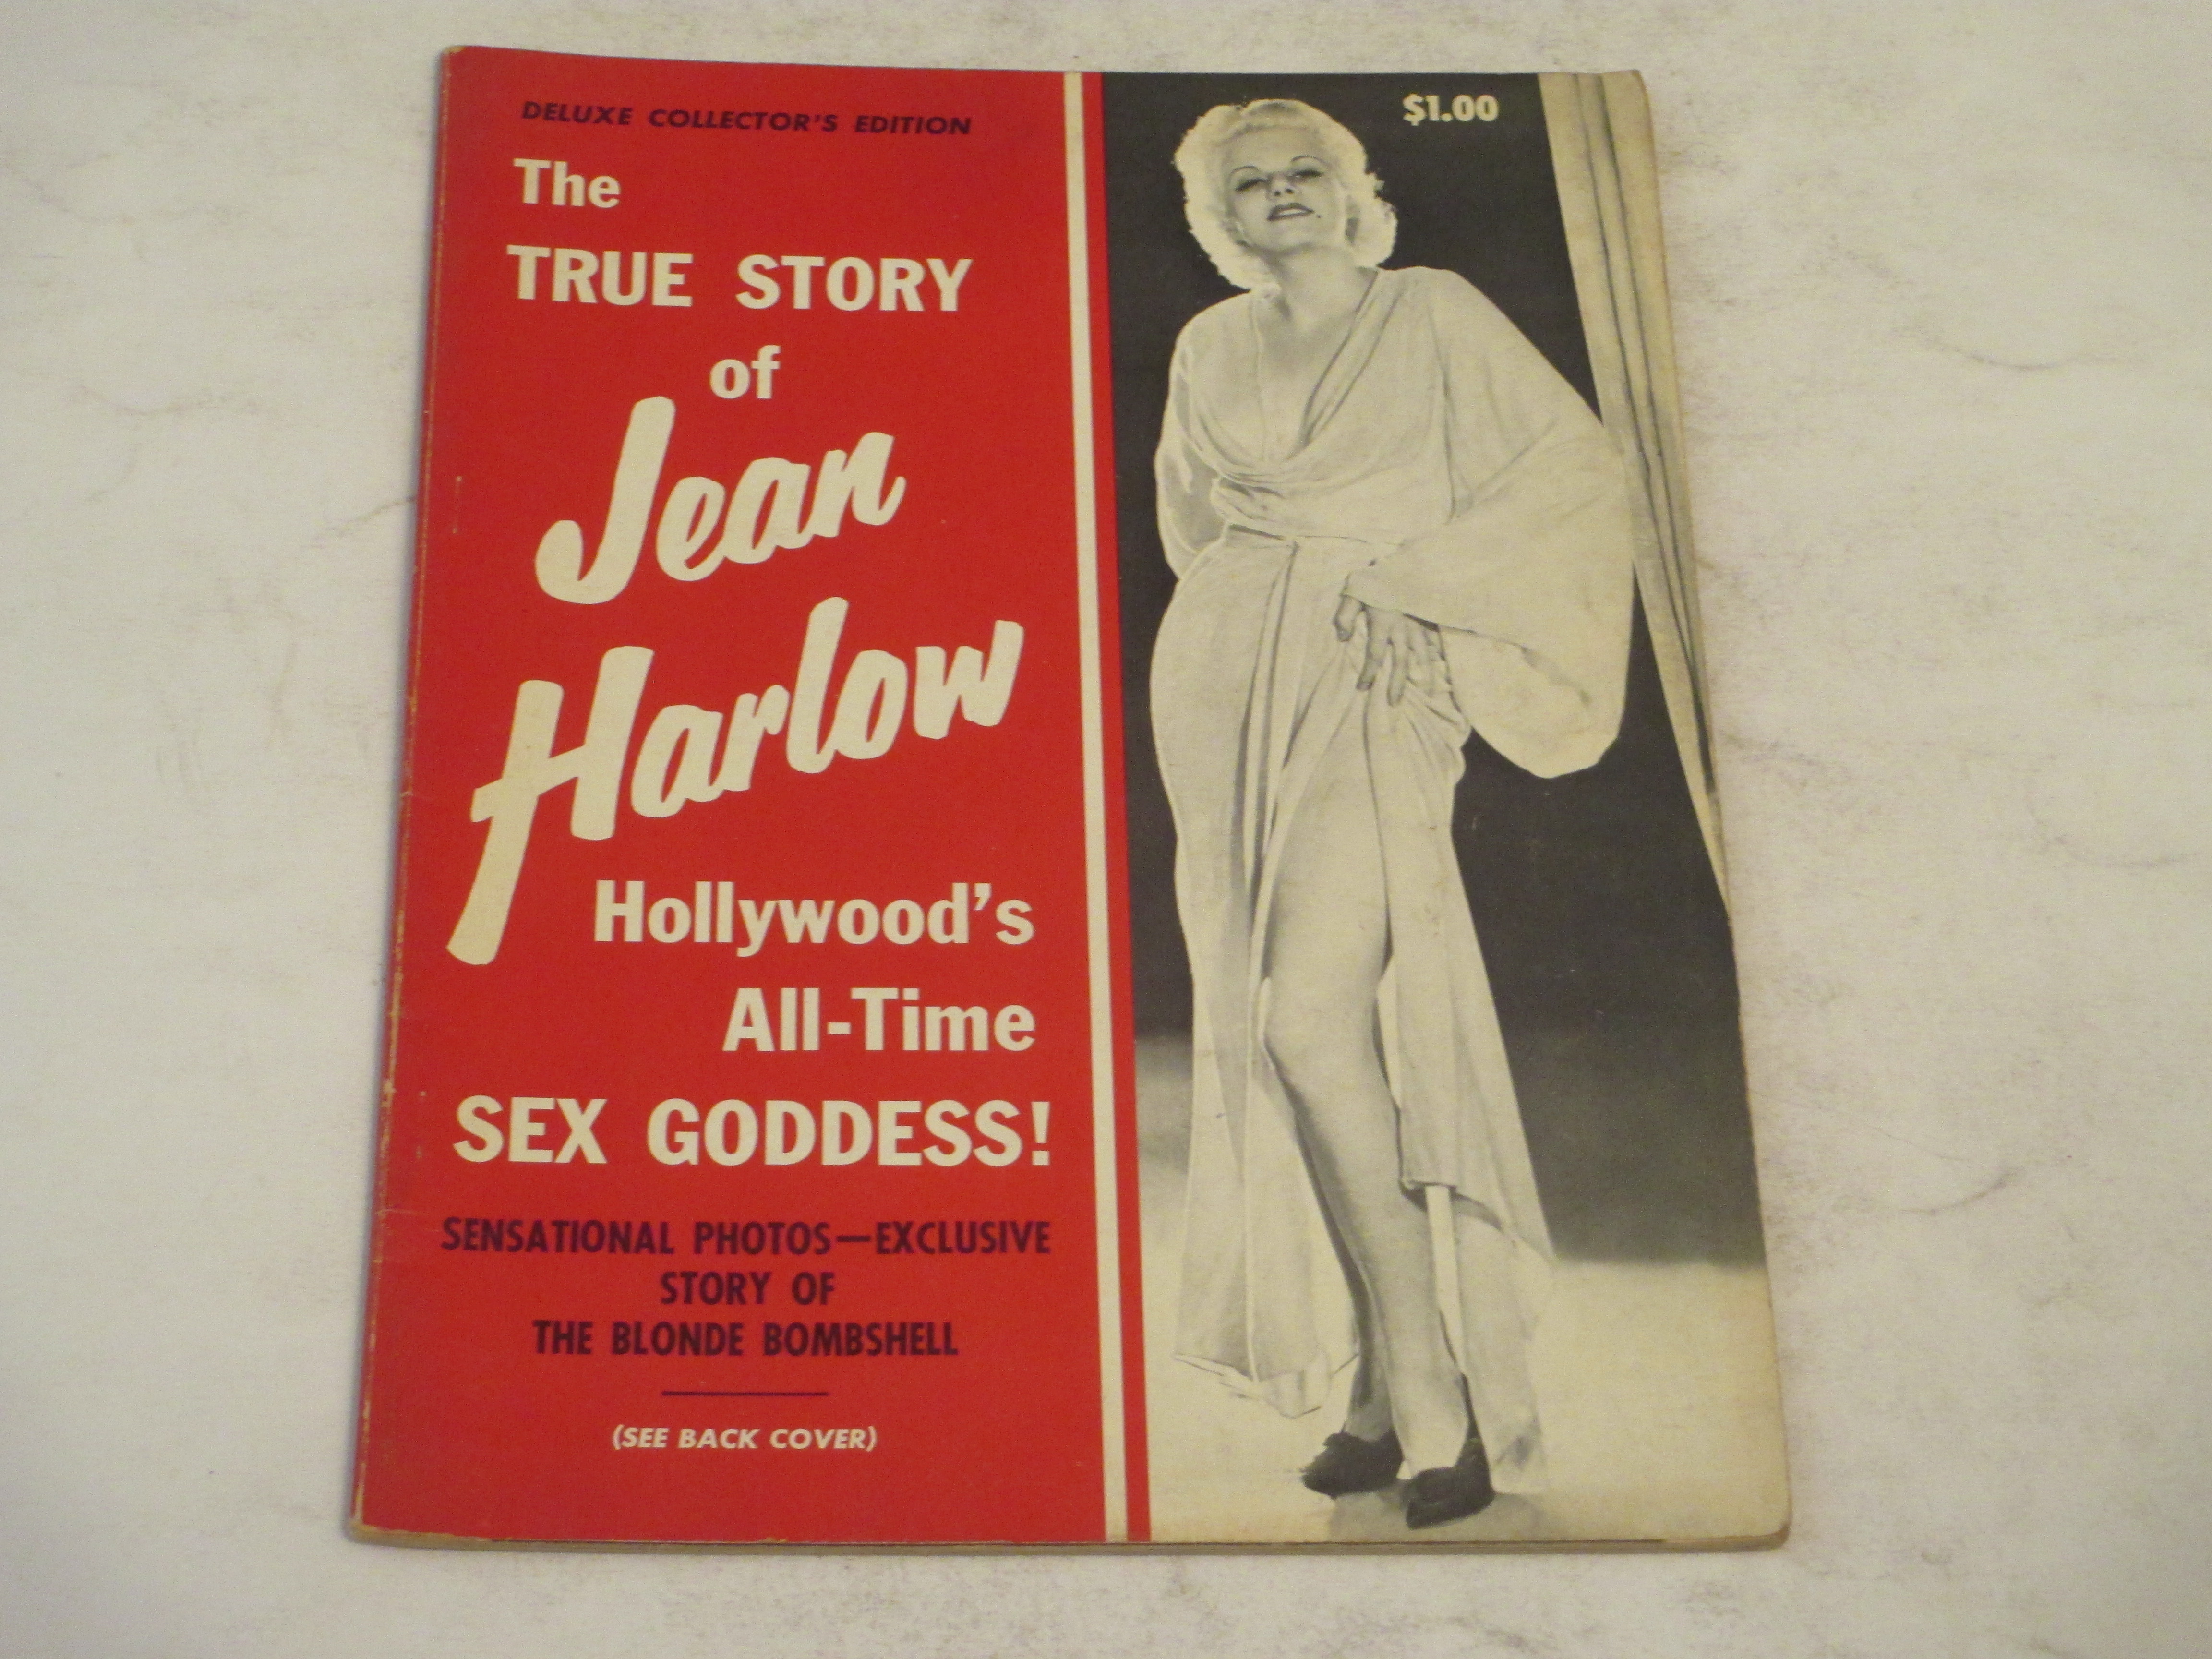 DELUXE COLLECTOR'S EDITION
$1.00
The
TRUE STORY
of
Jean
Harlow
Hollywood's
All-Time
SEX GODDESS!
SENSATIONAL PHOTOS—EXCLUSIVE
STORY OF
THE BLONDE BOMBSHELL
(SEE BACK COVER)